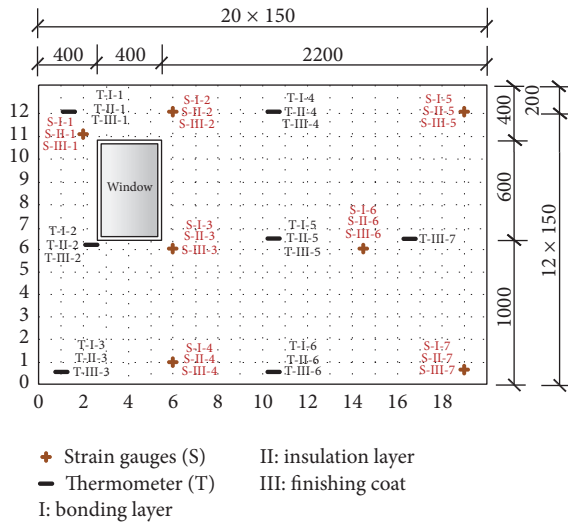 20 × 150
400 400 2200
T-I-1
T-II-1
T-III-1
S-I-1
S-II-1
S-III-1
S-I-2
S-II-2
S-III-2
T-I-4
T-II-4
T-III-4
S-I-5
S-II-5
S-III-5
Window
T-I-2
T-II-2
T-III-2
S-I-3
S-II-3
S-III-3
T-I-5
T-II-5
T-III-5
S-I-6
S-II-6
S-III-6
T-III-7
T-I-3
T-II-3
T-III-3
S-I-4
S-II-4
S-III-4
T-I-6
T-II-6
T-III-6
S-I-7
S-II-7
S-III-7
12
11
10
9
8
7
6
5
4
3
2
1
0
0 2 4 6 8 10 12 14 16 18
400
600
1000
200
12 × 150
Strain gauges (S)
Thermometer (T)
I: bonding layer
II: insulation layer
III: finishing coat